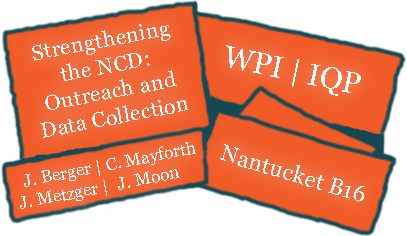 Strengthening
the NCD:
Outreach and
Data Collection
WPI | IQP
J. Berger | C. Mayforth
J. Metzger | J. Moon
Nantucket B16